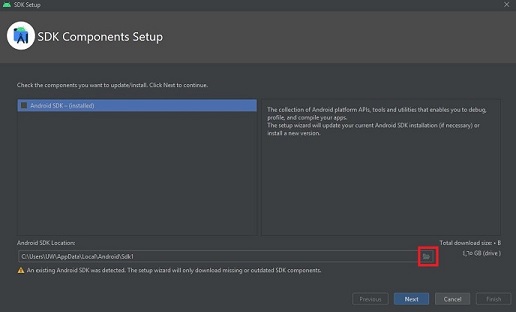 SDK Setup
SDK Components Setup
Check the components you want to update/install. Click Next to continue.
Android SDK – (installed)
The collection of Android platform APIs, tools and utilities that enables you to debug,
profile, and compile your apps.
The setup wizard will update your current Android SDK installation (if necessary) or
install a new version.
Android SDK Location:
Total download size: • B
C:\Users\UW\AppData\Local\Android\Sdk1
GB (drive )
An existing Android SDK was detected. The setup wizard will only download missing or outdated SDK components.
Previous
Next
Cancel
Finish